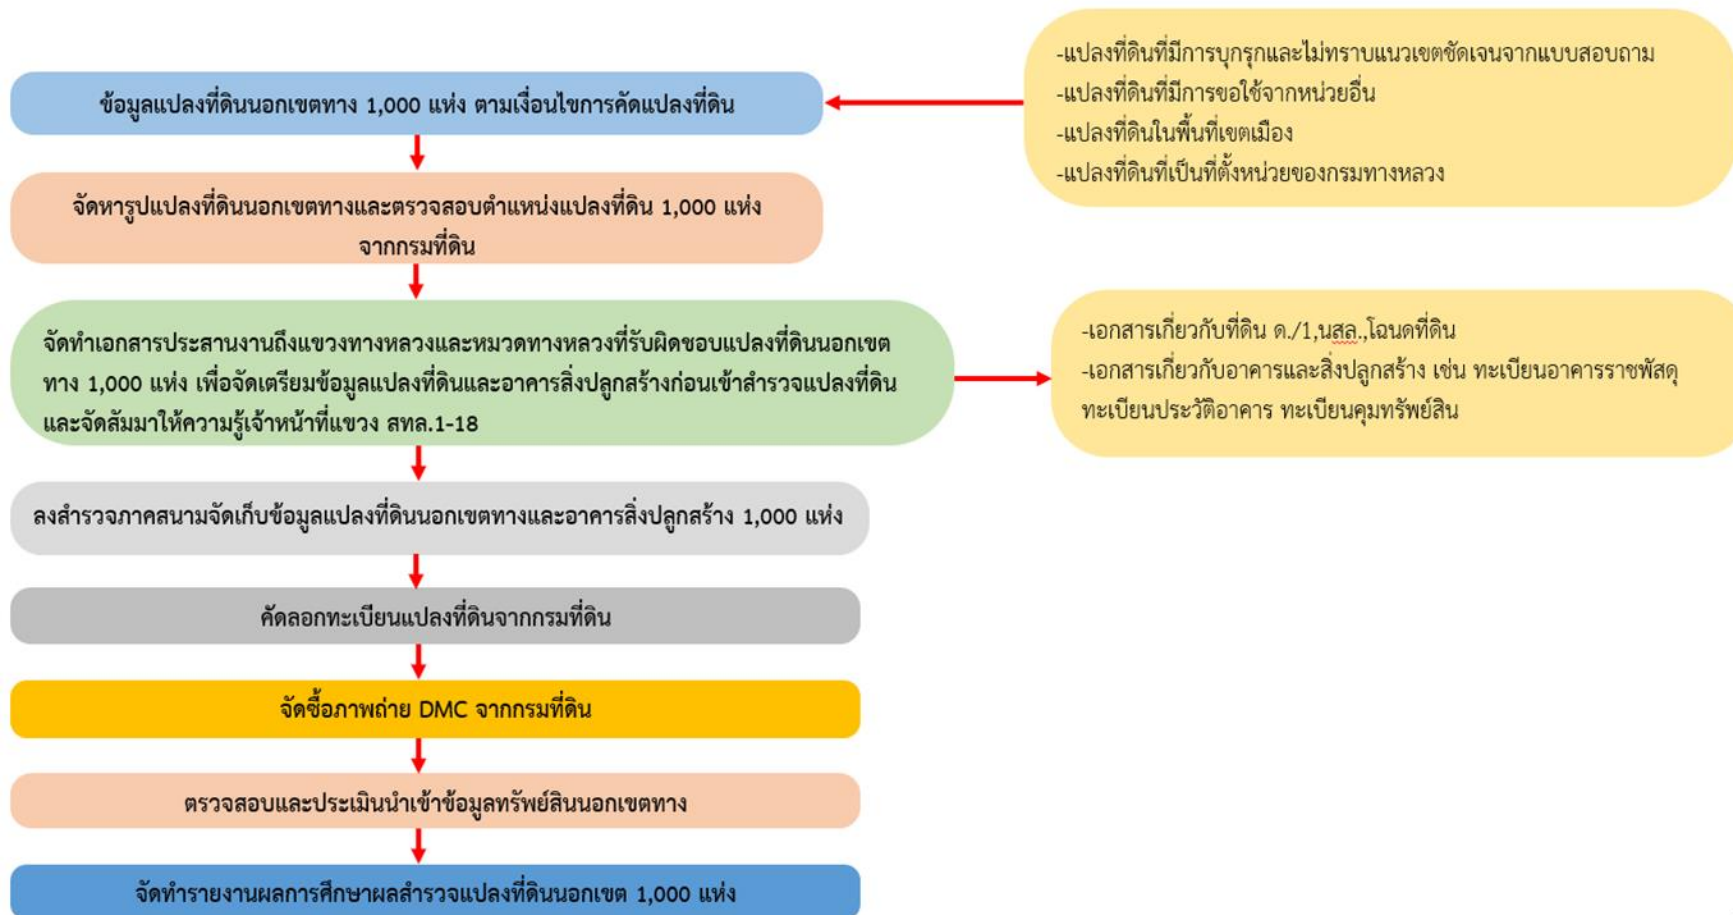 -แปลงที่ดินที่มีการบุกรุกและไม่ทราบแนวเขตชัดเจนจากแบบสอบถาม
-แปลงที่ดินที่มีการขอใช้จากหน่วยอื่น
-แปลงที่ดินในพื้นที่เขตเมือง
-แปลงที่ดินที่เป็นที่ตั้งหน่วยของกรมทางหลวง
ข้อมูลแปลงที่ดินนอกเขตทาง 1,000 แห่ง ตามเงื่อนไขการคัดแปลงที่ดิน
จัดหารูปแปลงที่ดินนอกเขตทางและตรวจสอบตำแหน่งแปลงที่ดิน 1,000 แห่ง
จากกรมที่ดิน
จัดทำเอกสารประสานงานถึงแขวงทางหลวงและหมวดทางหลวงที่รับผิดชอบแปลงที่ดินนอกเขต
ทาง 1,000 แห่ง เพื่อจัดเตรียมข้อมูลแปลงที่ดินและอาคารสิ่งปลูกสร้างก่อนเข้าสำรวจแปลงที่ดิน
และจัดสัมมาให้ความรู้เจ้าหน้าที่แขวง สทล.1-18
-เอกสารเกี่ยวกับที่ดิน ด./1,นสล.,โฉนดที่ดิน
-เอกสารเกี่ยวกับอาคารและสิ่งปลูกสร้าง เช่น ทะเบียนอาคารราชพัสดุ
ทะเบียนประวัติอาคาร ทะเบียนคุมทรัพย์สิน
ลงสำรวจภาคสนามจัดเก็บข้อมูลแปลงที่ดินนอกเขตทางและอาคารสิ่งปลูกสร้าง 1,000 แห่ง
คัดลอกทะเบียนแปลงที่ดินจากกรมที่ดิน
จัดซื้อภาพถ่าย DMC จากกรมที่ดิน
ตรวจสอบและประเมินนำเข้าข้อมูลทรัพย์สินนอกเขตทาง
จัดทำรายงานผลการศึกษาผลสำรวจแปลงที่ดินนอกเขต 1,000 แห่ง